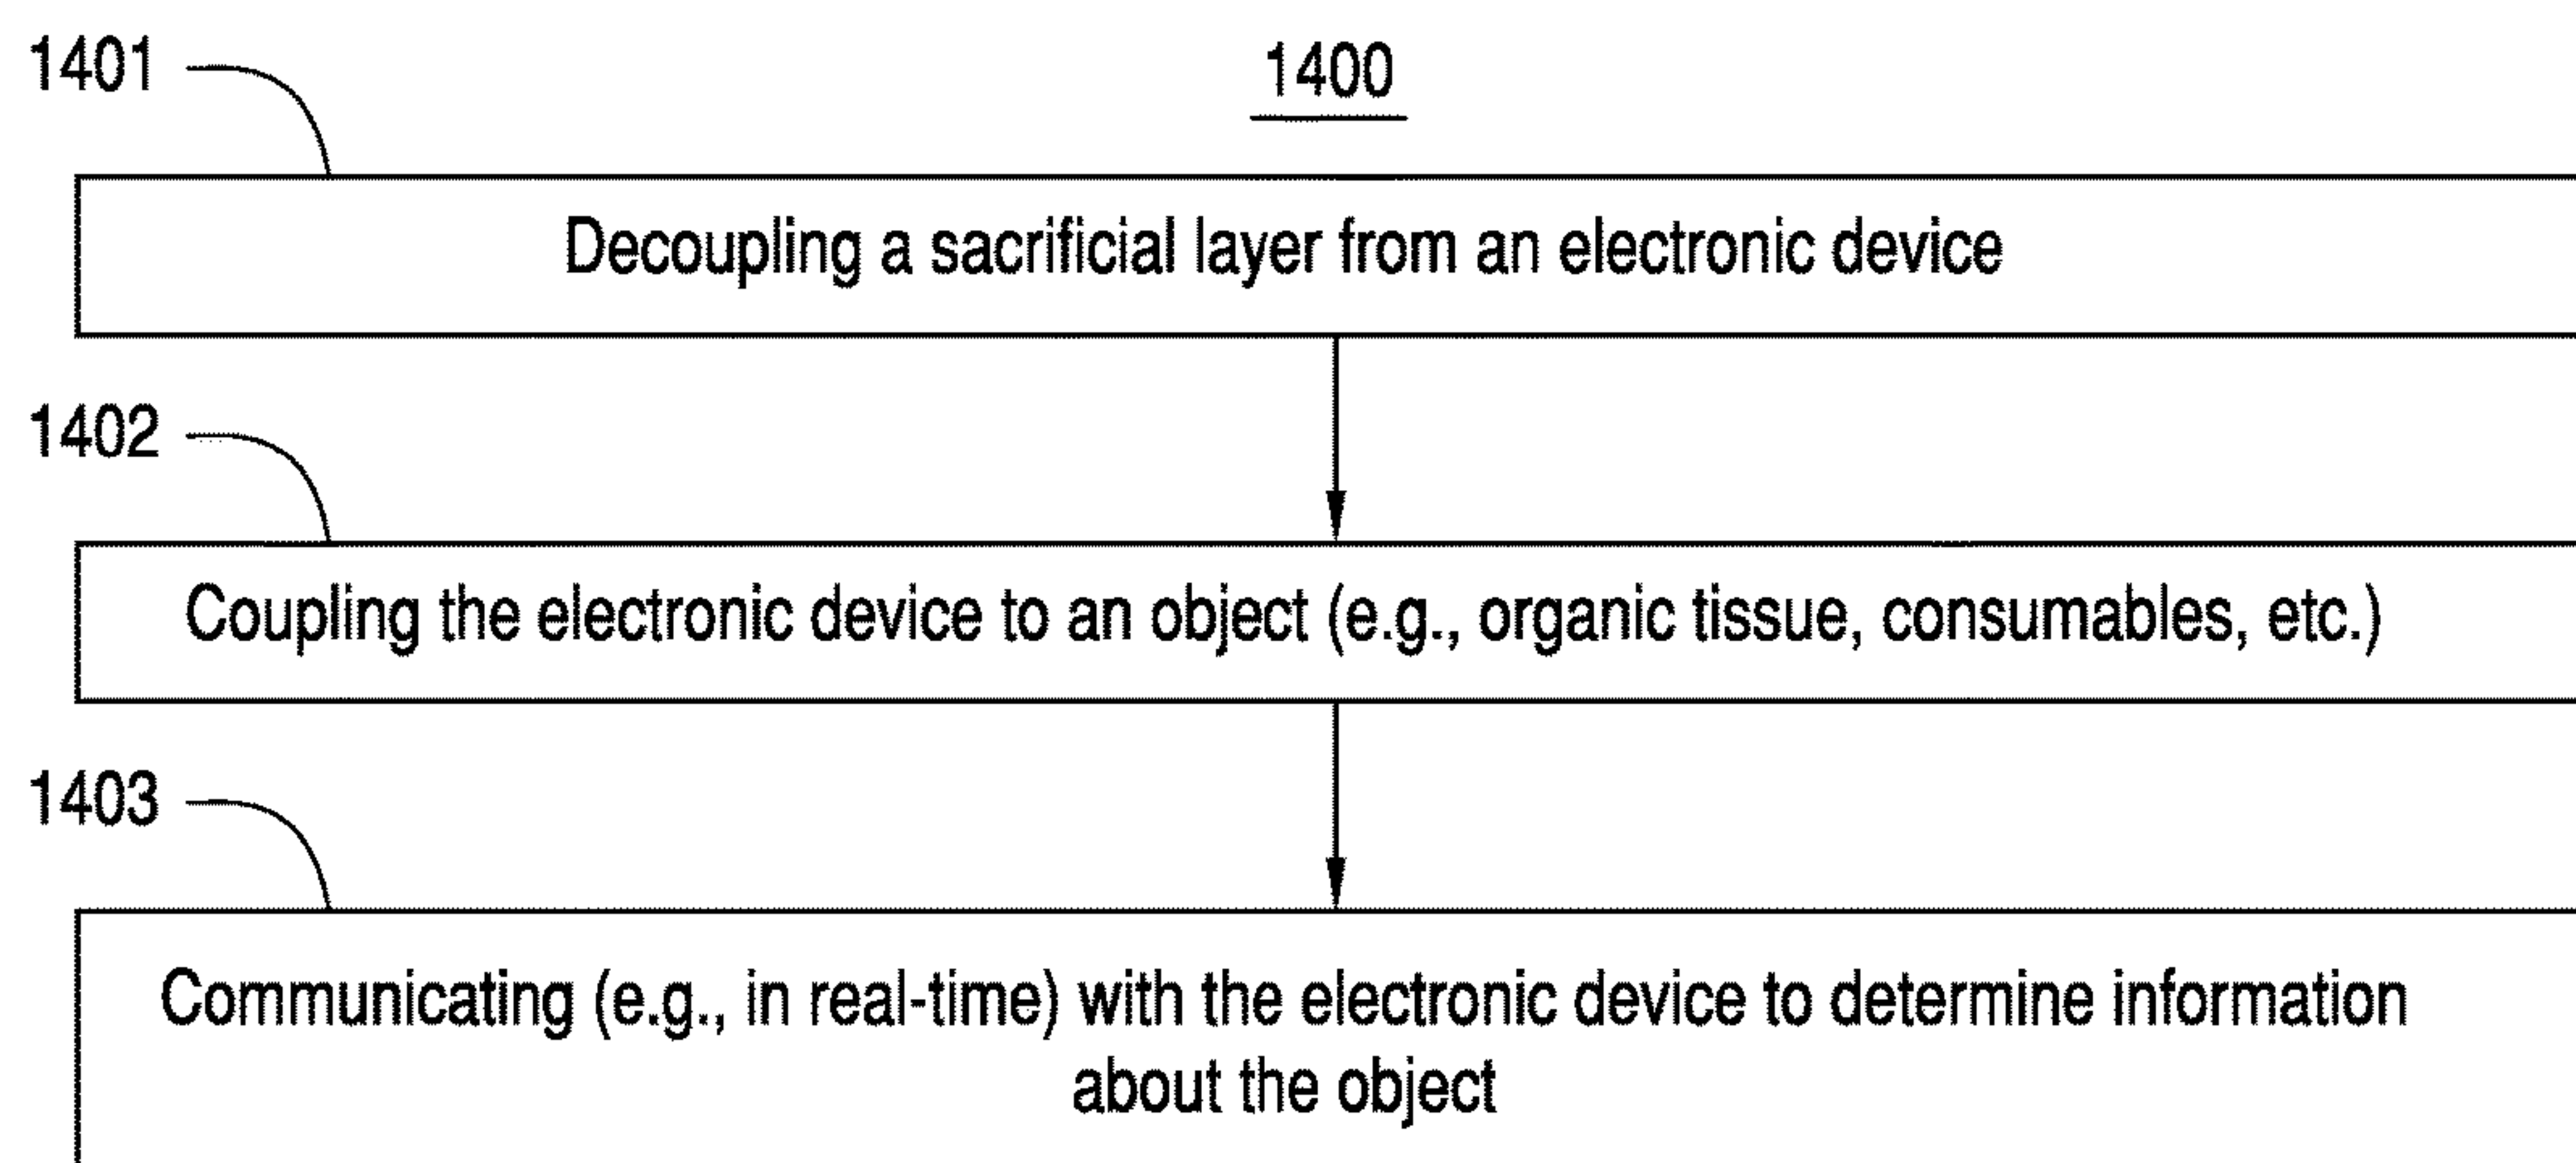 1401
1400
Decoupling a sacrificial layer from an electronic device
1402
Coupling the electronic device to an object (e.g., organic tissue, consumables, etc.)
1403
Communicating (e.g., in real-time) with the electronic device to determine information
about the object